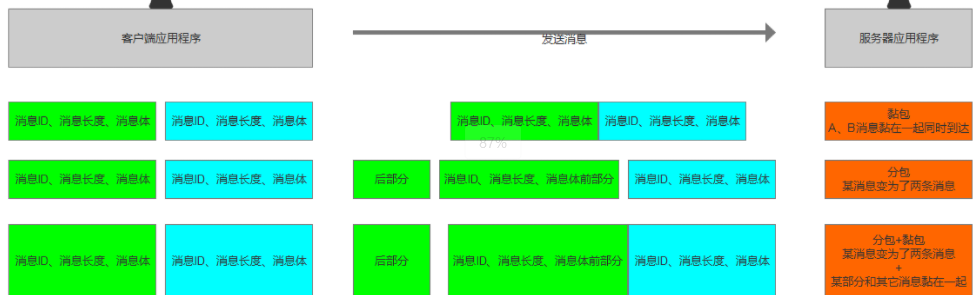 客户端应用程序
发送消息
服务器应用程序
消息ID、消息长度、消息体
消息ID、消息长度、消息体
消息ID、消息长度、消息体
消息ID、消息长度、消息体
87%
黏包
A、B消息黏在一起同时到达
消息ID、消息长度、消息体
消息ID、消息长度、消息体
后部分
消息ID、消息长度、消息体前部分
消息ID、消息长度、消息体
分包
某消息变为了两条消息
消息ID、消息长度、消息体
消息ID、消息长度、消息体
后部分
消息ID、消息长度、消息体前部分
消息ID、消息长度、消息体
分包+黏包
某消息变为了两条消息
+
某部分和其它消息黏在一起